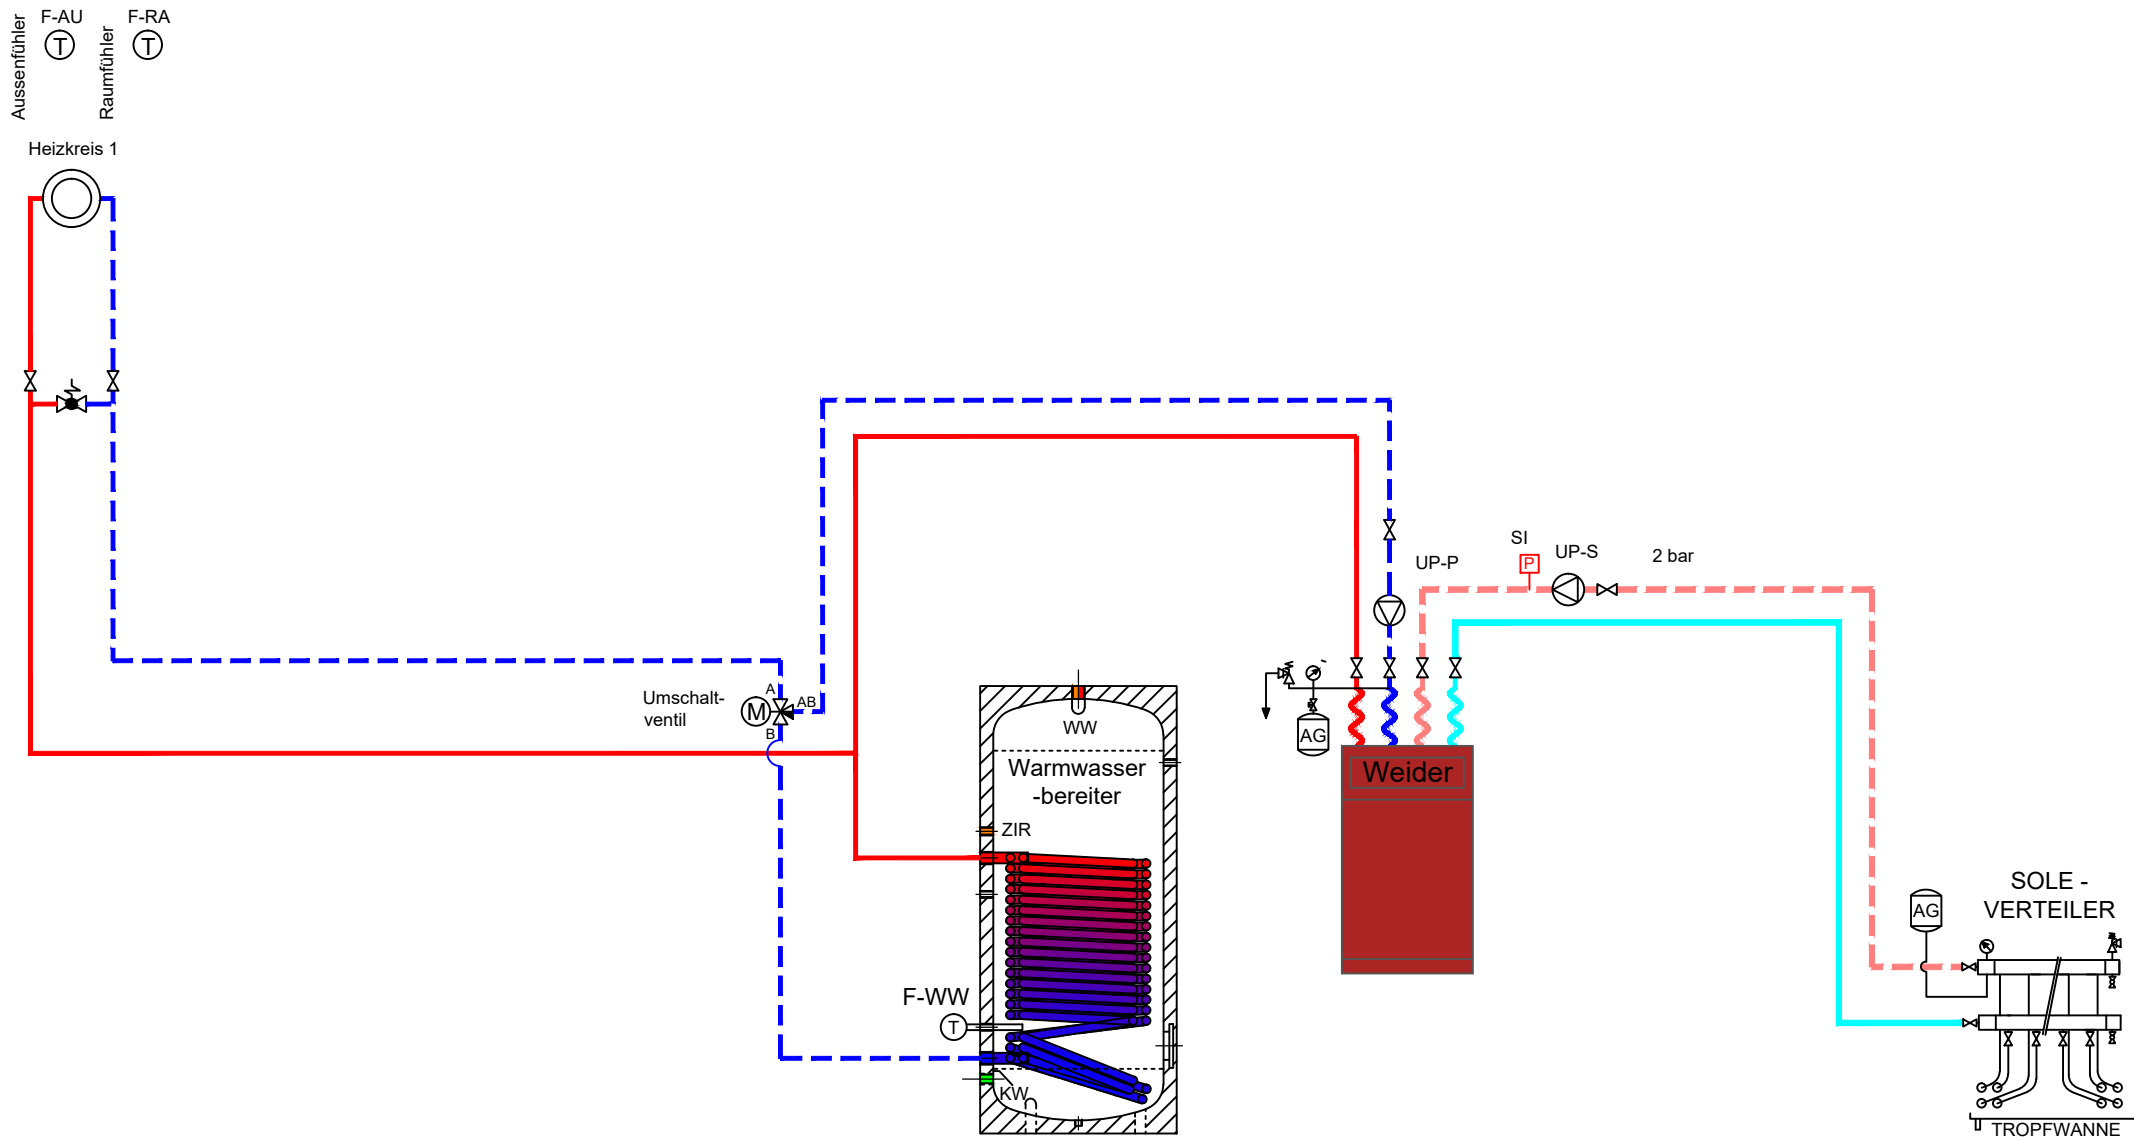 F-AU
F-RA
Aussenfühler
T
Raumfühler
T
Heizkreis 1
SI
UP-S
2 bar
UP-P
P
Umschalt-
ventil
M
A
AB
B
WW
AG
Weider
Warmwasser
-bereiter
ZIR
F-WW
T
KW
AG
SOLE -
VERTEILER
TROPFWANNE